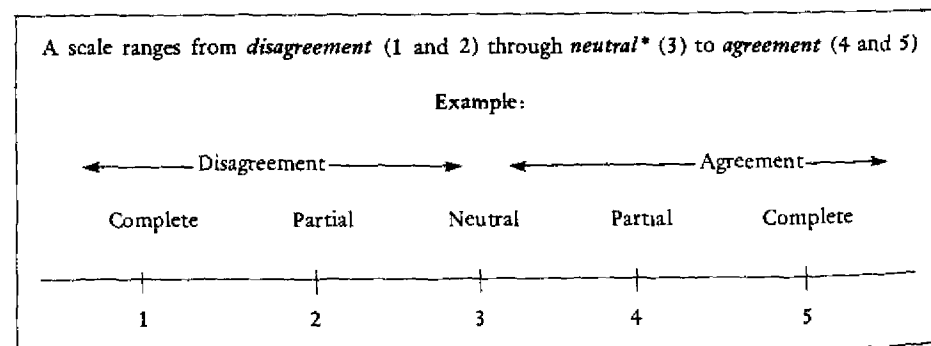 A scale ranges from disagreement (1 and 2) through neutral* (3) to agreement (4 and 5)
Example:
Disagreement Agreement
Complete Partial Neutral Partial Complete
1 2 3 4 5